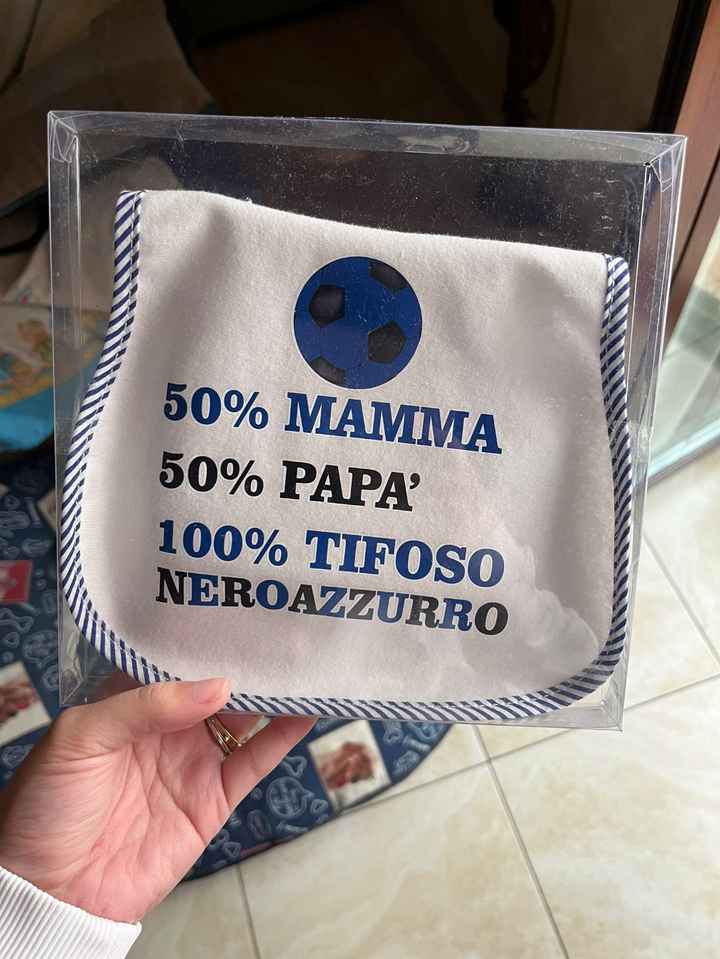 50% MAMMA
50% PAPA'
100% TIFOSO
NEROAZZURRO